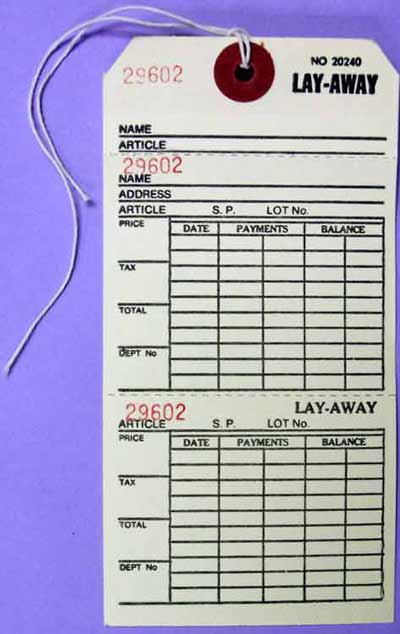 NO 20240
29602
LAY-AWAY
NAME
ARTICLE
29602
NAME
ADDRESS
ARTICLE S. P. LOT No.
PRICE DATE PAYMENTS BALANCE
TAX
TOTAL
DEPT No
29602 LAY-AWAY
ARTICLE S. P. LOT No.
PRICE DATE PAYMENTS BALANCE
TAX
TOTAL
DEPT No